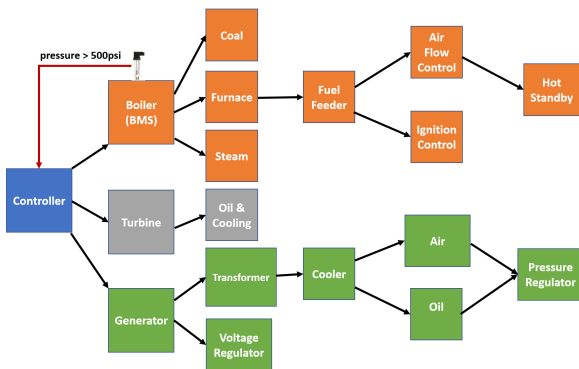 pressure > 500psi
Coal
Boiler
(BMS)
Furnace
Steam
Fuel
Feeder
Air
Flow
Control
Ignition
Control
Hot
Standby
Controller
Turbine
Oil &
Cooling
Generator
Transformer
Voltage
Regulator
Cooler
Air
Oil
Pressure
Regulator